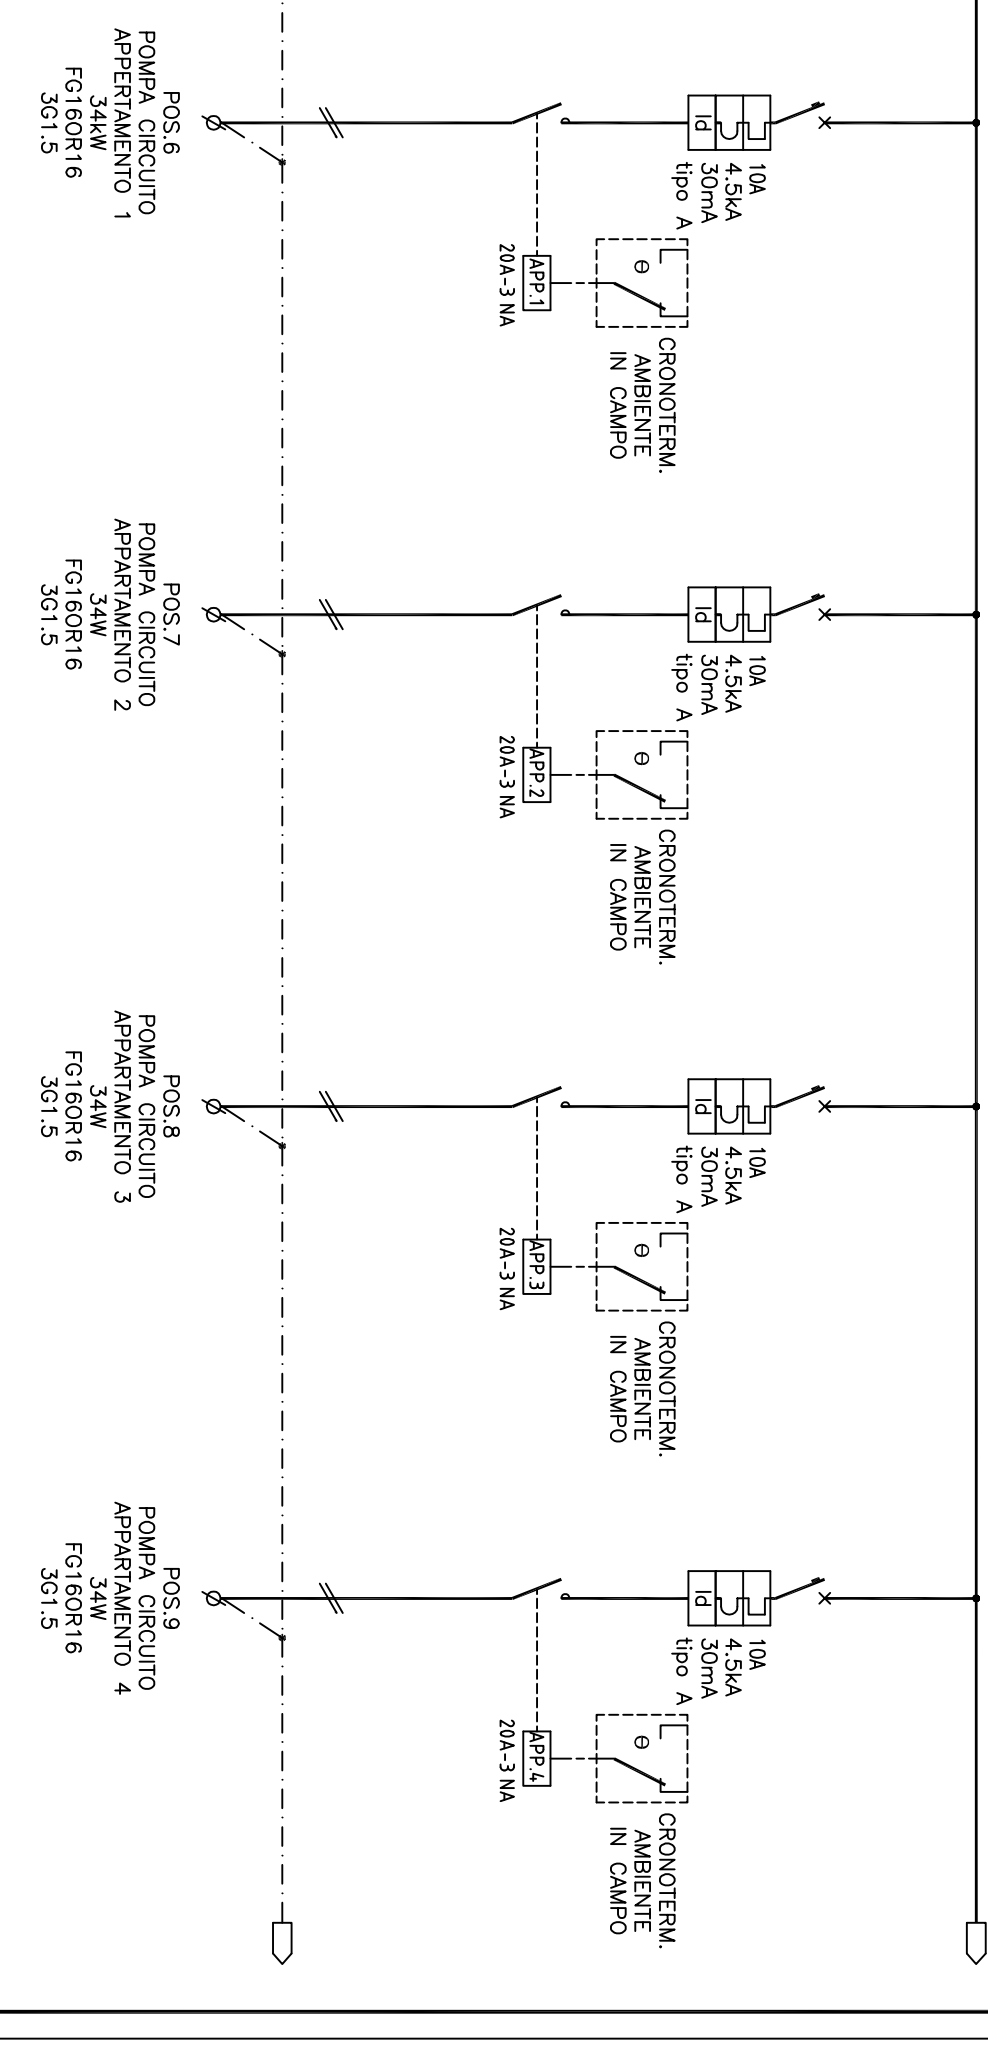 10A
4.5kA
30mA
tipo A
Id
CRONOTERM.
AMBIENTE
IN CAMPO
θ
APP.1
20A-3 NA
POS.6
POMPA CIRCUITO
APPERTAMENTO 1
34kW
FG16OR16
3G1.5
10A
4.5kA
30mA
tipo A
Id
CRONOTERM.
AMBIENTE
IN CAMPO
θ
APP.2
20A-3 NA
POS.7
POMPA CIRCUITO
APPARTAMENTO 2
34W
FG16OR16
3G1.5
10A
4.5kA
30mA
tipo A
Id
CRONOTERM.
AMBIENTE
IN CAMPO
θ
APP.3
20A-3 NA
POS.8
POMPA CIRCUITO
APPARTAMENTO 3
34W
FG16OR16
3G1.5
10A
4.5kA
30mA
tipo A
Id
CRONOTERM.
AMBIENTE
IN CAMPO
θ
APP.4
20A-3 NA
POS.9
POMPA CIRCUITO
APPARTAMENTO 4
34W
FG16OR16
3G1.5